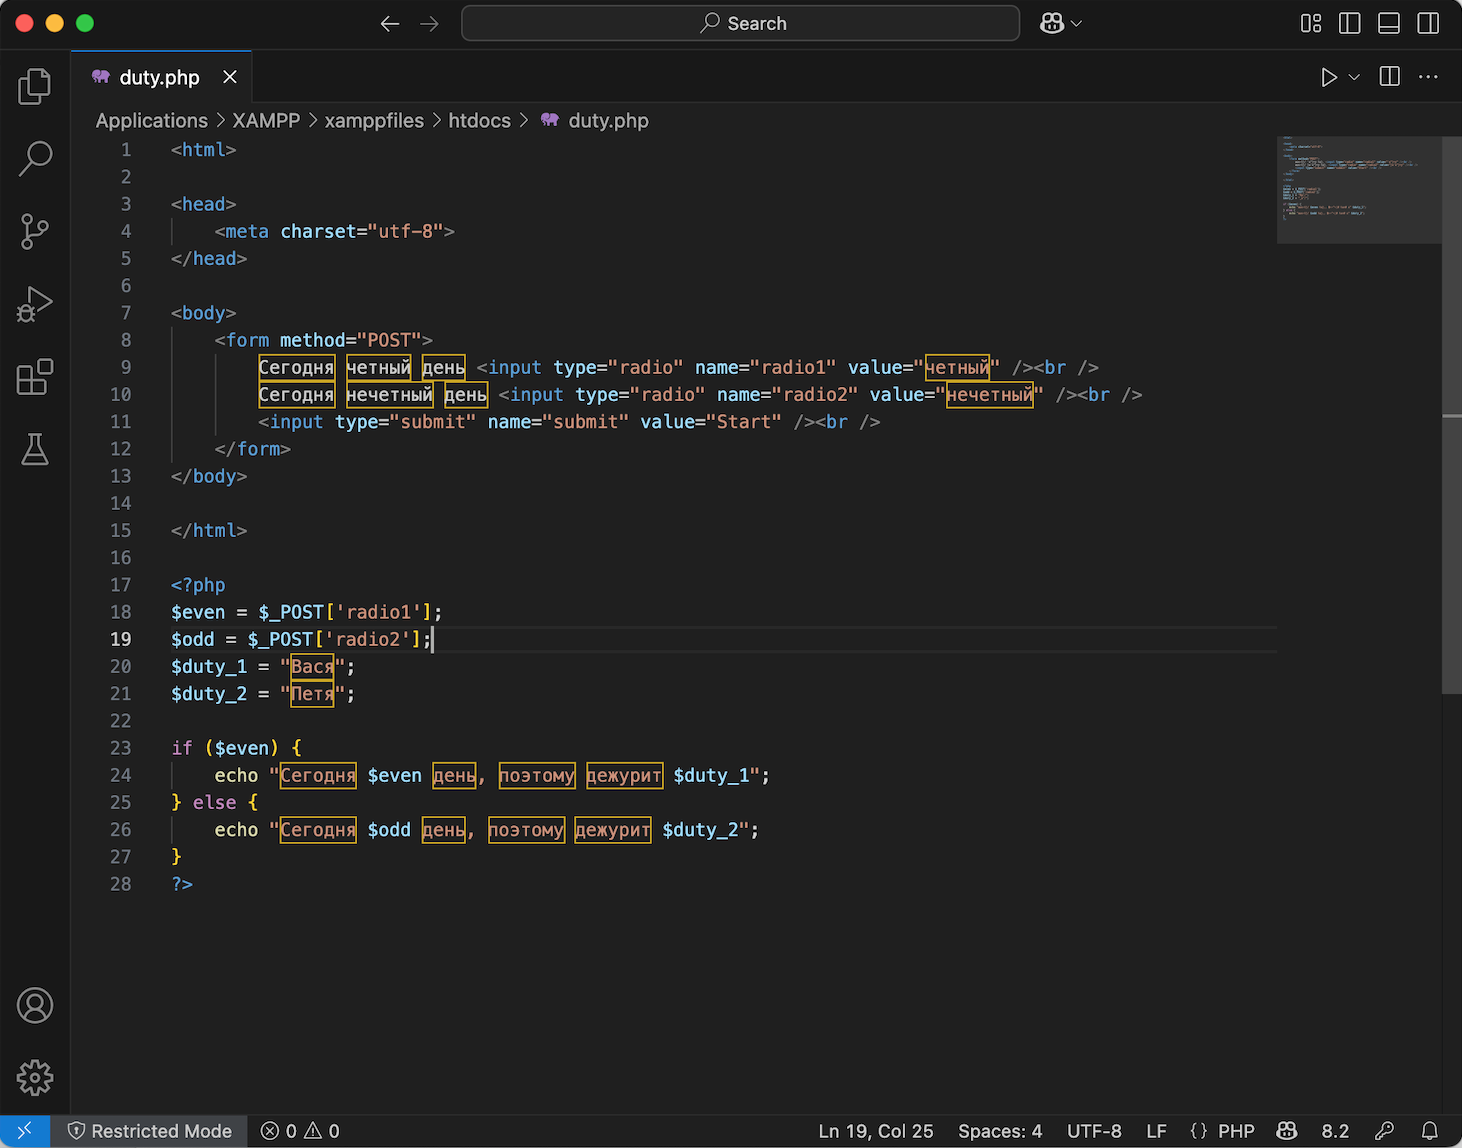 Search
duty.php
Applications > XAMPP > xamppfiles > htdocs > duty.php
1 <html>
2
3 <head>
4 <meta charset="utf-8">
5 </head>
6
7 <body>
8 <form method="POST">
9 Сегодня четный день <input type="radio" name="radio1" value="четный" /><br />
10 Сегодня нечетный день <input type="radio" name="radio2" value="нечетный" /><br />
11 <input type="submit" name="submit" value="Start" /><br />
12 </form>
13 </body>
14
15 </html>
16
17 <?php
18 $even = $_POST['radio1'];
19 $odd = $_POST['radio2'];
20 $duty_1 = "Вася";
21 $duty_2 = "Петя";
22
23 if ($even) {
24 echo "Сегодня $even день, поэтому дежурит $duty_1";
25 } else {
26 echo "Сегодня $odd день, поэтому дежурит $duty_2";
27 }
28 ?>
Restricted Mode 0 0 Ln 19, Col 25 Spaces: 4 UTF-8 LF {} PHP 8.2